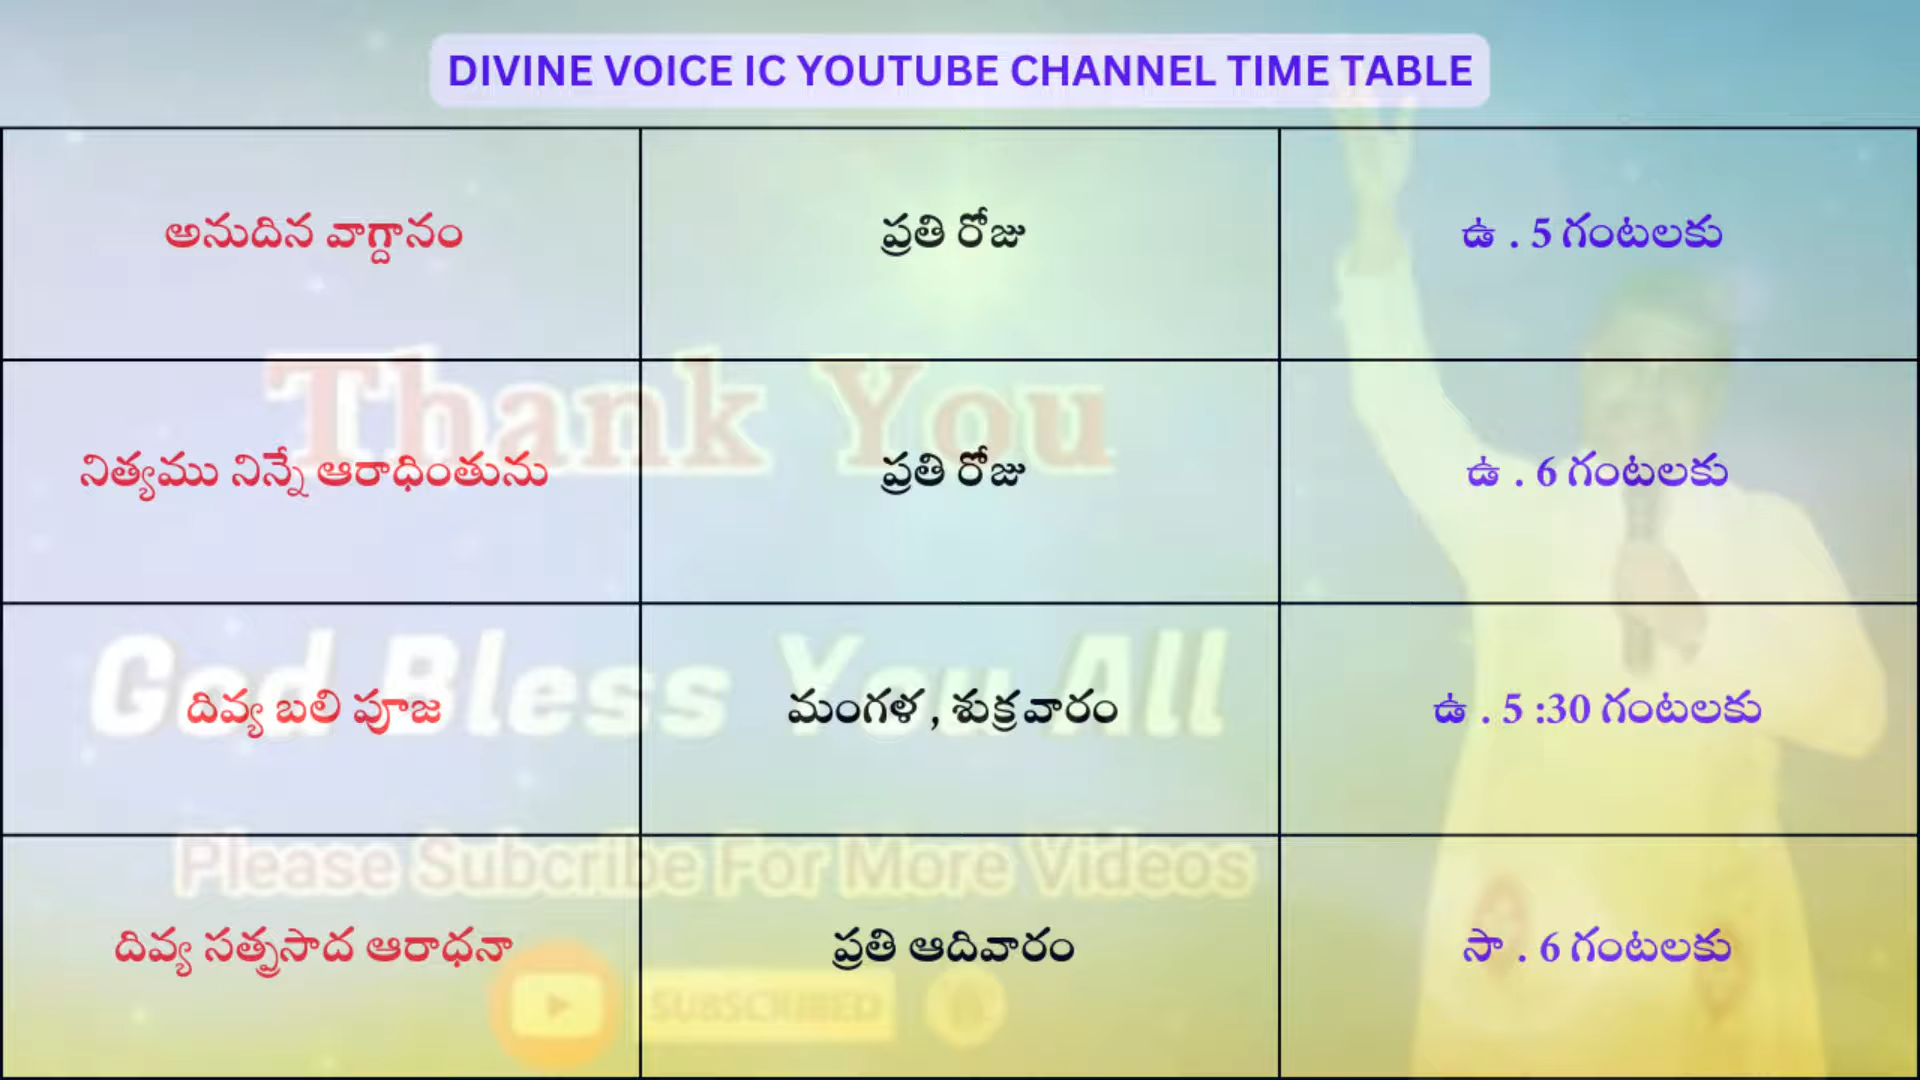 DIVINE VOICE IC YOUTUBE CHANNEL TIME TABLE
అనుదిన వాగ్దానం ప్రతి రోజు ఉ . 5 గంటలకు
Thank You
నిత్యము నిన్నే ఆరాధింతును ప్రతి రోజు ఉ . 6 గంటలకు
God Bless You All
దివ్య బలి పూజ మంగళ , శుక్రవారం ఉ . 5 :30 గంటలకు
Please Subcribe For More Videos
దివ్య సత్ప్రసాద ఆరాధనా ప్రతి ఆదివారం సా . 6 గంటలకు
SUBSCRIBED